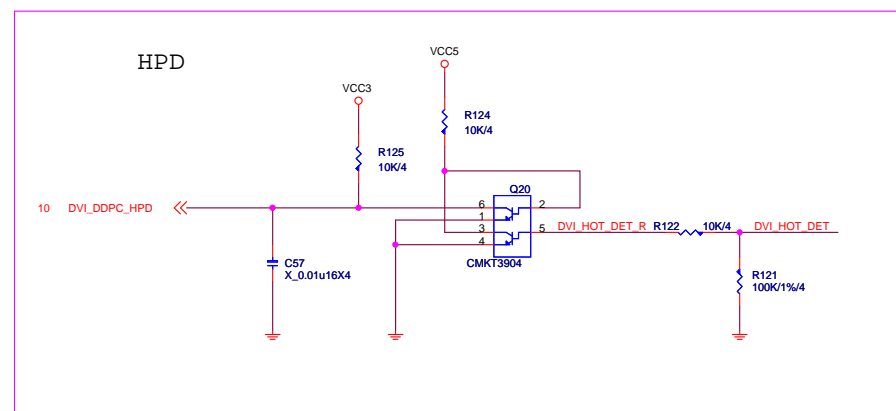 HPD
VCC5
VCC3
R124
10K/4
R125
10K/4
Q20
10 DVI_DDPC_HPD
6
2
1
3
DVI_HOT_DET_R
R122
10K/4
DVI_HOT_DET
4
5
CMKT3904
C57
X_0.01u16X4
R121
100K/1%/4